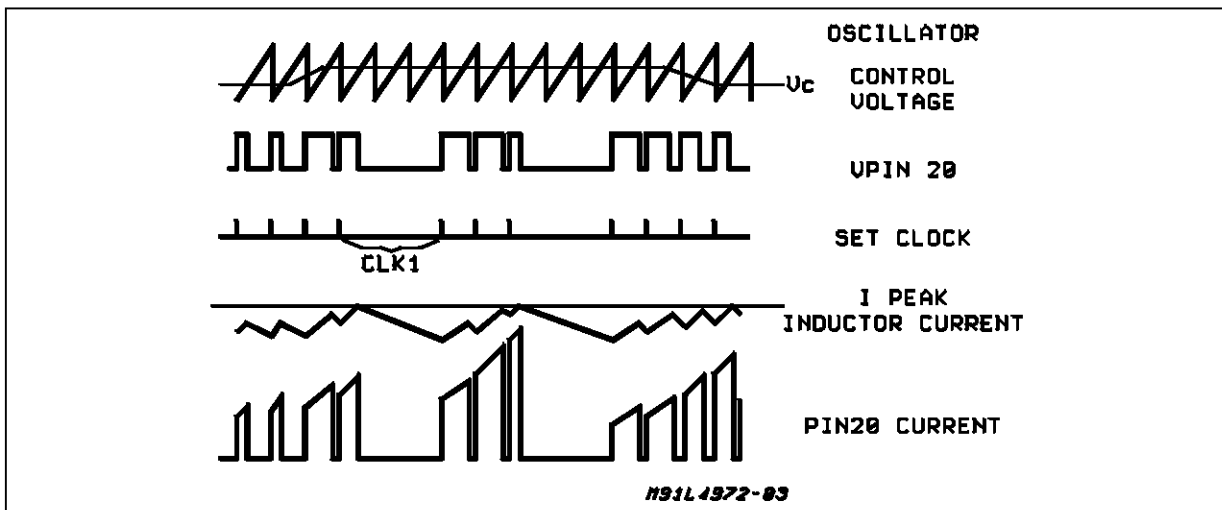 OSCILLATOR
Vc
CONTROL
VOLTAGE
VPIN 20
SET CLOCK
CLK1
I PEAK
INDUCTOR CURRENT
PIN20 CURRENT
M91L4972-03